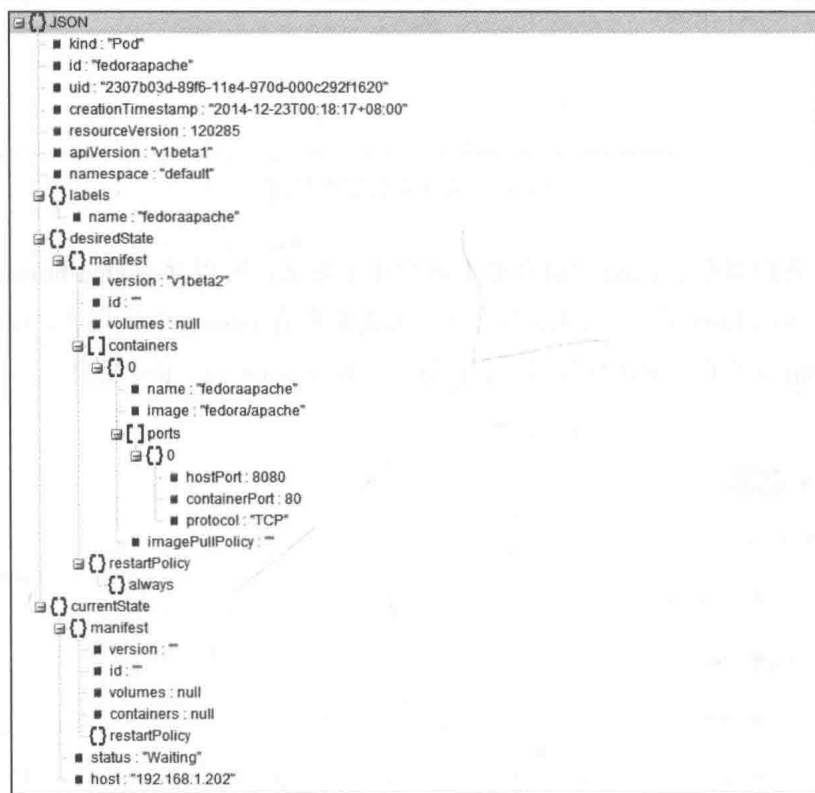 {} JSON
kind : "Pod"
id : "fedoraapache"
uid : "2307b03d-89f6-11e4-970d-000c292f1620"
creationTimestamp : "2014-12-23T00:18:17+08:00"
resourceVersion : 120285
apiVersion : "v1beta1"
namespace : "default"
{} labels
name : "fedoraapache"
{} desiredState
{} manifest
version : "v1beta2"
id : ""
volumes : null
[] containers
{} 0
name : "fedoraapache"
image : "fedora/apache"
[] ports
{} 0
hostPort : 8080
containerPort : 80
protocol : "TCP"
imagePullPolicy : ""
{} restartPolicy
{} always
{} currentState
{} manifest
version : ""
id : ""
volumes : null
containers : null
{} restartPolicy
status : "Waiting"
host : "192.168.1.202"